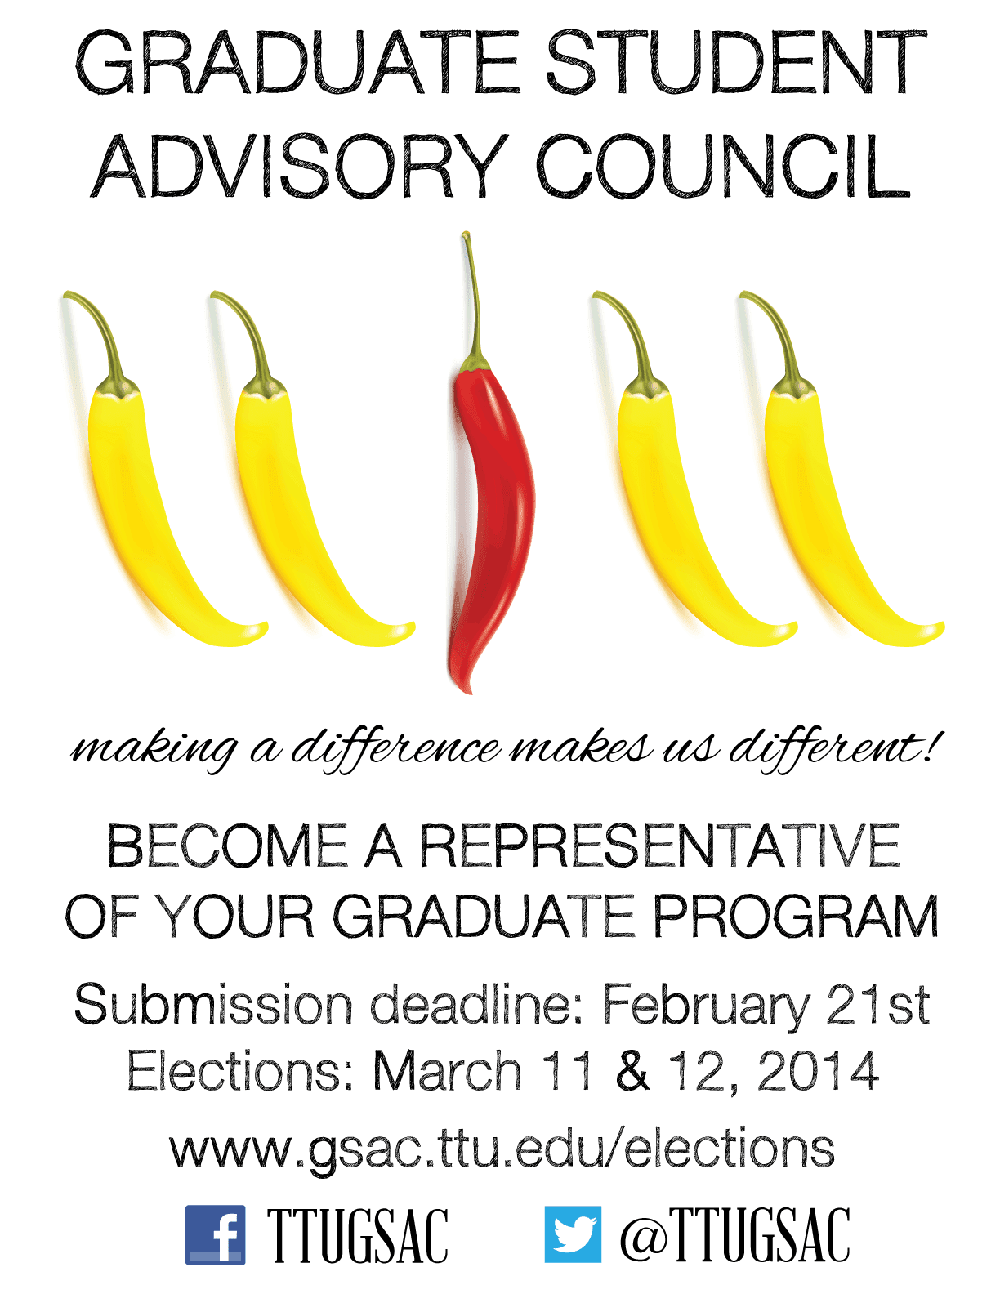 GRADUATE STUDENT
ADVISORY COUNCIL
making a difference makes us different!
BECOME A REPRESENTATIVE
OF YOUR GRADUATE PROGRAM
Submission deadline: February 21st
Elections: March 11 & 12, 2014
www.gsac.ttu.edu/elections
f TTUGSAC @TTUGSAC